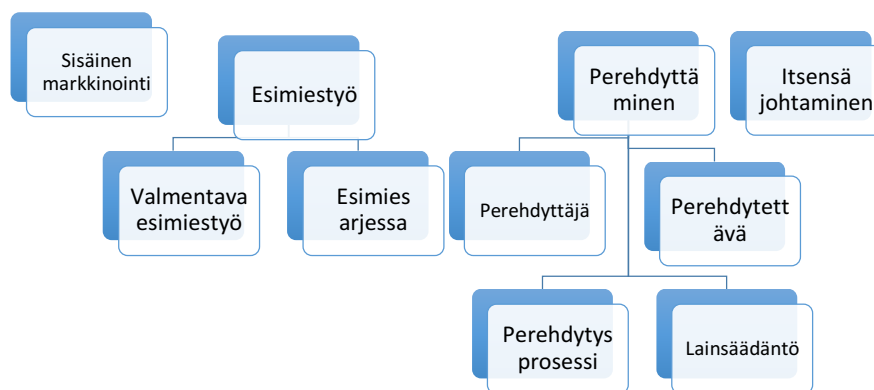 Sisäinen
markkinointi
Esimiestyö
Perehdyttä
minen
Itsensä
johtaminen
Valmentava
esimiestyö
Esimies
arjessa
Perehdyttäjä
Perehdytett
ävä
Perehdytys
prosessi
Lainsäädäntö